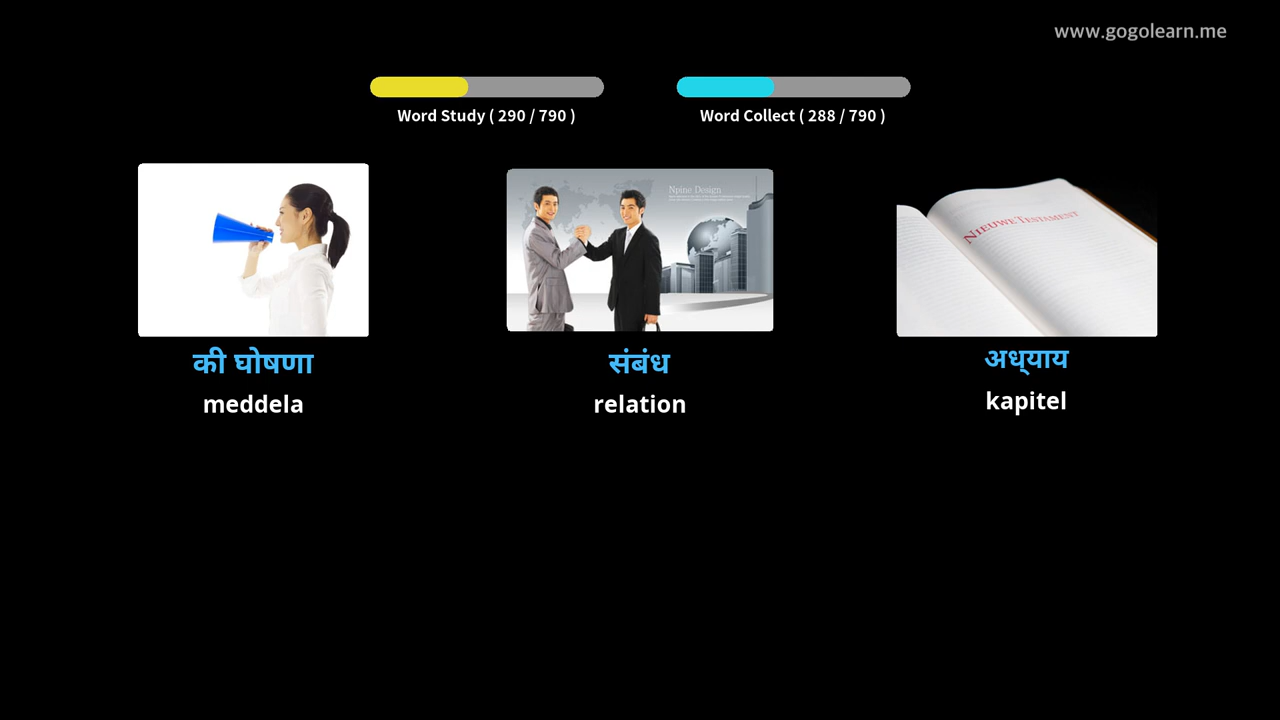 www.gogolearn.me
Word Study ( 290 / 790 )
Word Collect ( 288 / 790 )
Npine Design
NIEUWE TESTAMENT
की घोषणा
संबंध
अध्‌याय
meddela
relation
kapitel